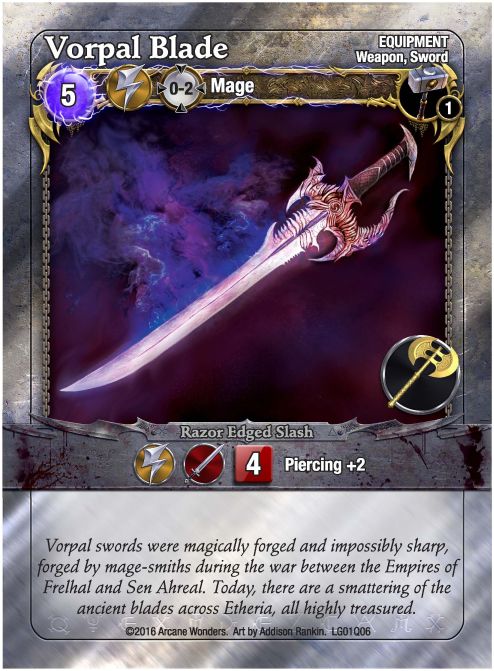 Vorpal Blade
EQUIPMENT
Weapon, Sword
5
0-2 Mage
1
Razor Edged Slash
4 Piercing +2
Vorpal swords were magically forged and impossibly sharp,
forged by mage-smiths during the war between the Empires of
Frelhal and Sen Ahreal. Today, there are a smattering of the
ancient blades across Etheria, all highly treasured.
©2016 Arcane Wonders. Art by Addison Rankin. LG01Q06